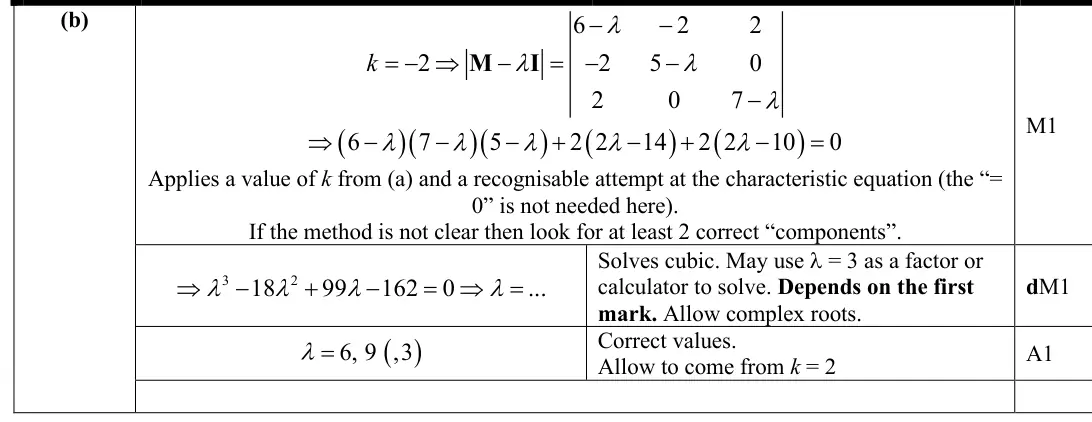 (b)
k = −2 ⇒ |M − λI| = | 6−λ −2 2 |
| −2 5−λ 0 |
| 2 0 7−λ |
⇒ (6−λ)(7−λ)(5−λ)+2(2λ−14)+2(2λ−10)=0
Applies a value of k from (a) and a recognisable attempt at the characteristic equation (the “=
0” is not needed here).
If the method is not clear then look for at least 2 correct “components”.
M1
⇒ λ³ −18λ² +99λ −162 = 0 ⇒ λ = ...
Solves cubic. May use λ = 3 as a factor or
calculator to solve. Depends on the first
mark. Allow complex roots.
dM1
λ = 6, 9 (,3)
Correct values.
Allow to come from k = 2
A1